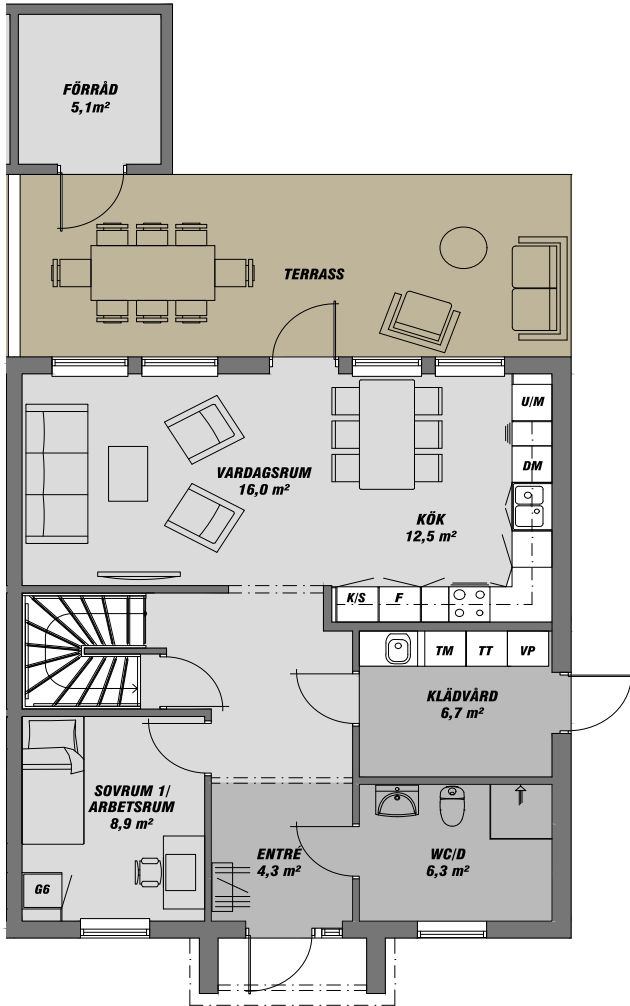 FÖRRÅD
5,1m²
TERRASS
U/M
VARDAGSRUM
16,0 m²
DM
KÖK
12,5 m²
K/S
F
TM
TT
VP
KLÄDVÅRD
6,7 m²
SOVRUM 1/
ARBETSRUM
8,9 m²
ENTRÉ
4,3 m²
WC/D
6,3 m²
G6